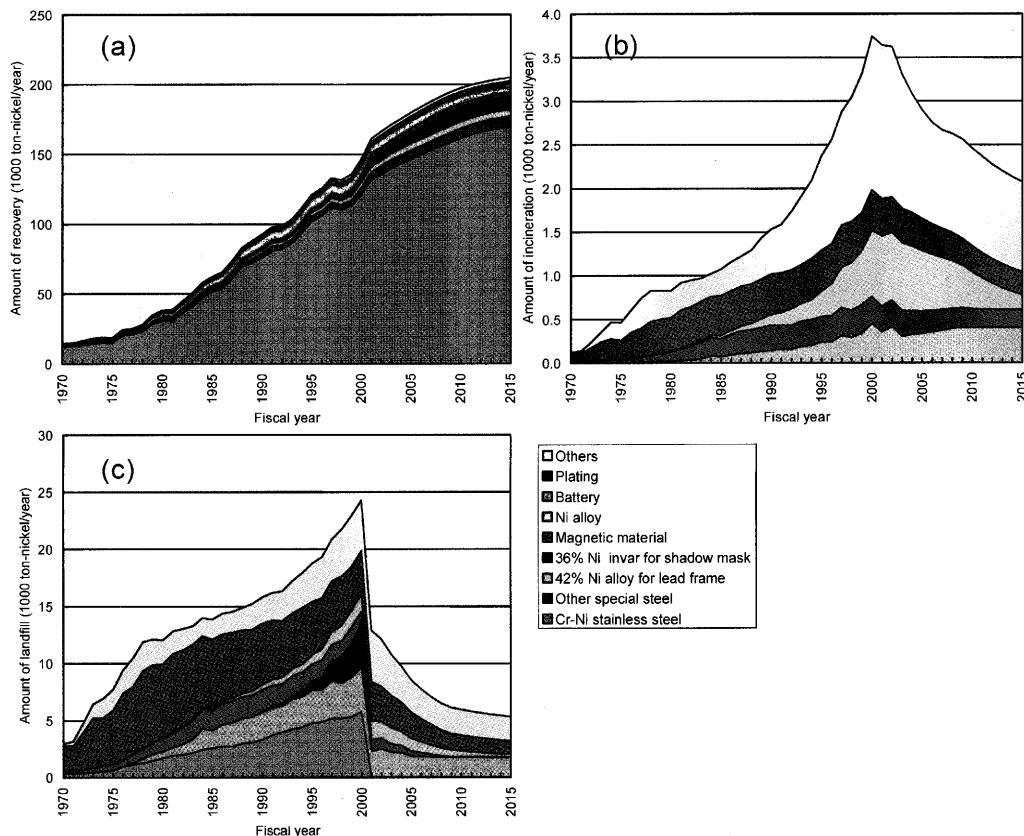 (a)
Amount of recovery (1000 ton-nickel/year)
250
200
150
100
50
0
1970
1975
1980
1985
1990
1995
2000
2005
2010
2015
Fiscal year
(b)
Amount of incineration (1000 ton-nickel/year)
4.0
3.5
3.0
2.5
2.0
1.5
1.0
0.5
0.0
1970
1975
1980
1985
1990
1995
2000
2005
2010
2015
Fiscal year
(c)
Amount of landfill (1000 ton-nickel/year)
30
25
20
15
10
5
0
1970
1975
1980
1985
1990
1995
2000
2005
2010
2015
Fiscal year
Others
Plating
Battery
Ni alloy
Magnetic material
36% Ni invar for shadow mask
42% Ni alloy for lead frame
Other special steel
Cr-Ni stainless steel